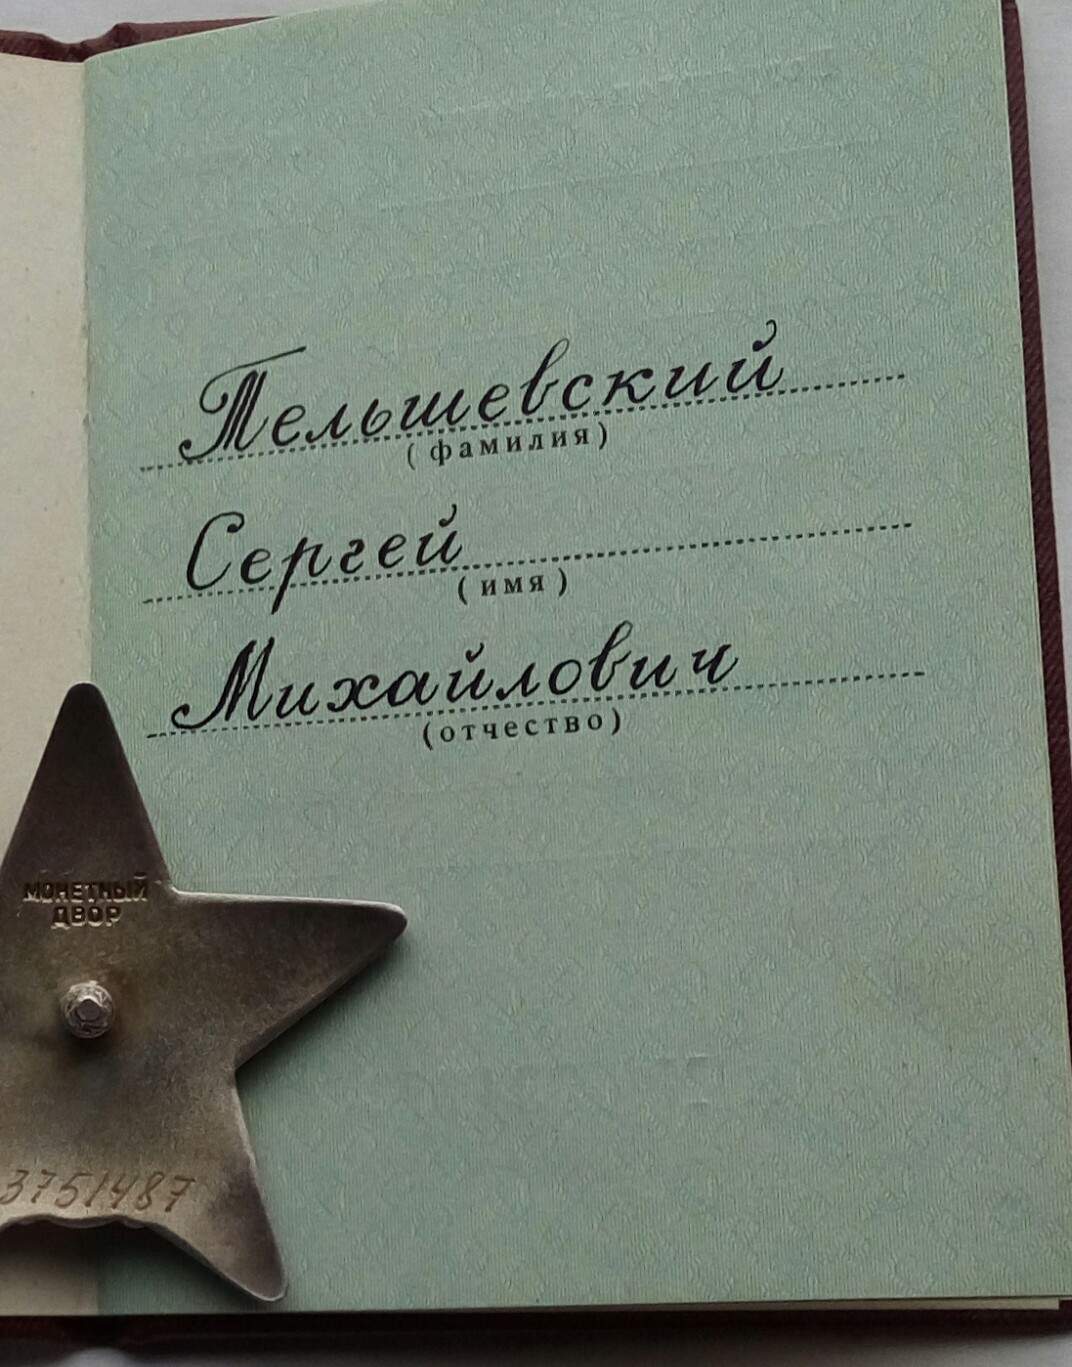 Тельшевский
(фамилия)
Сергей
(имя)
Михайлович
(отчество)
МОНЕТНЫЙ
ДВОР
3751487